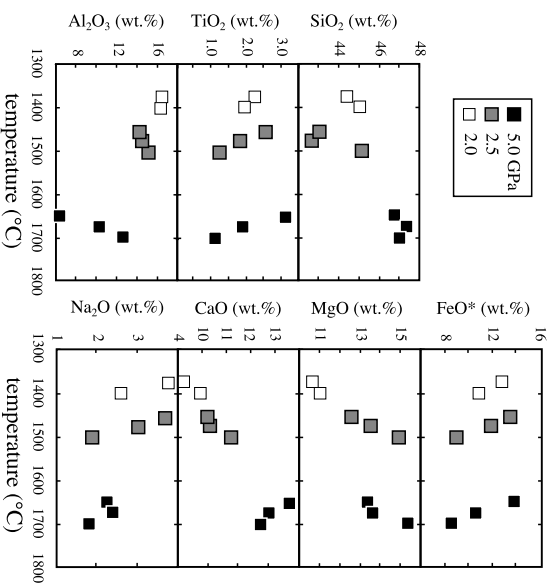 Al₂O₃ (wt.%)
TiO₂ (wt.%)
SiO₂ (wt.%)
8 12 16
1.0 2.0 3.0
44 46 48
5.0 GPa
2.5
2.0
1300
1400
1500
1600
1700
1800
temperature (°C)
Na₂O (wt.%)
CaO (wt.%)
MgO (wt.%)
FeO* (wt.%)
1 2 3 4
10 11 12 13
11 13 15
8 12 16
1300
1400
1500
1600
1700
1800
temperature (°C)